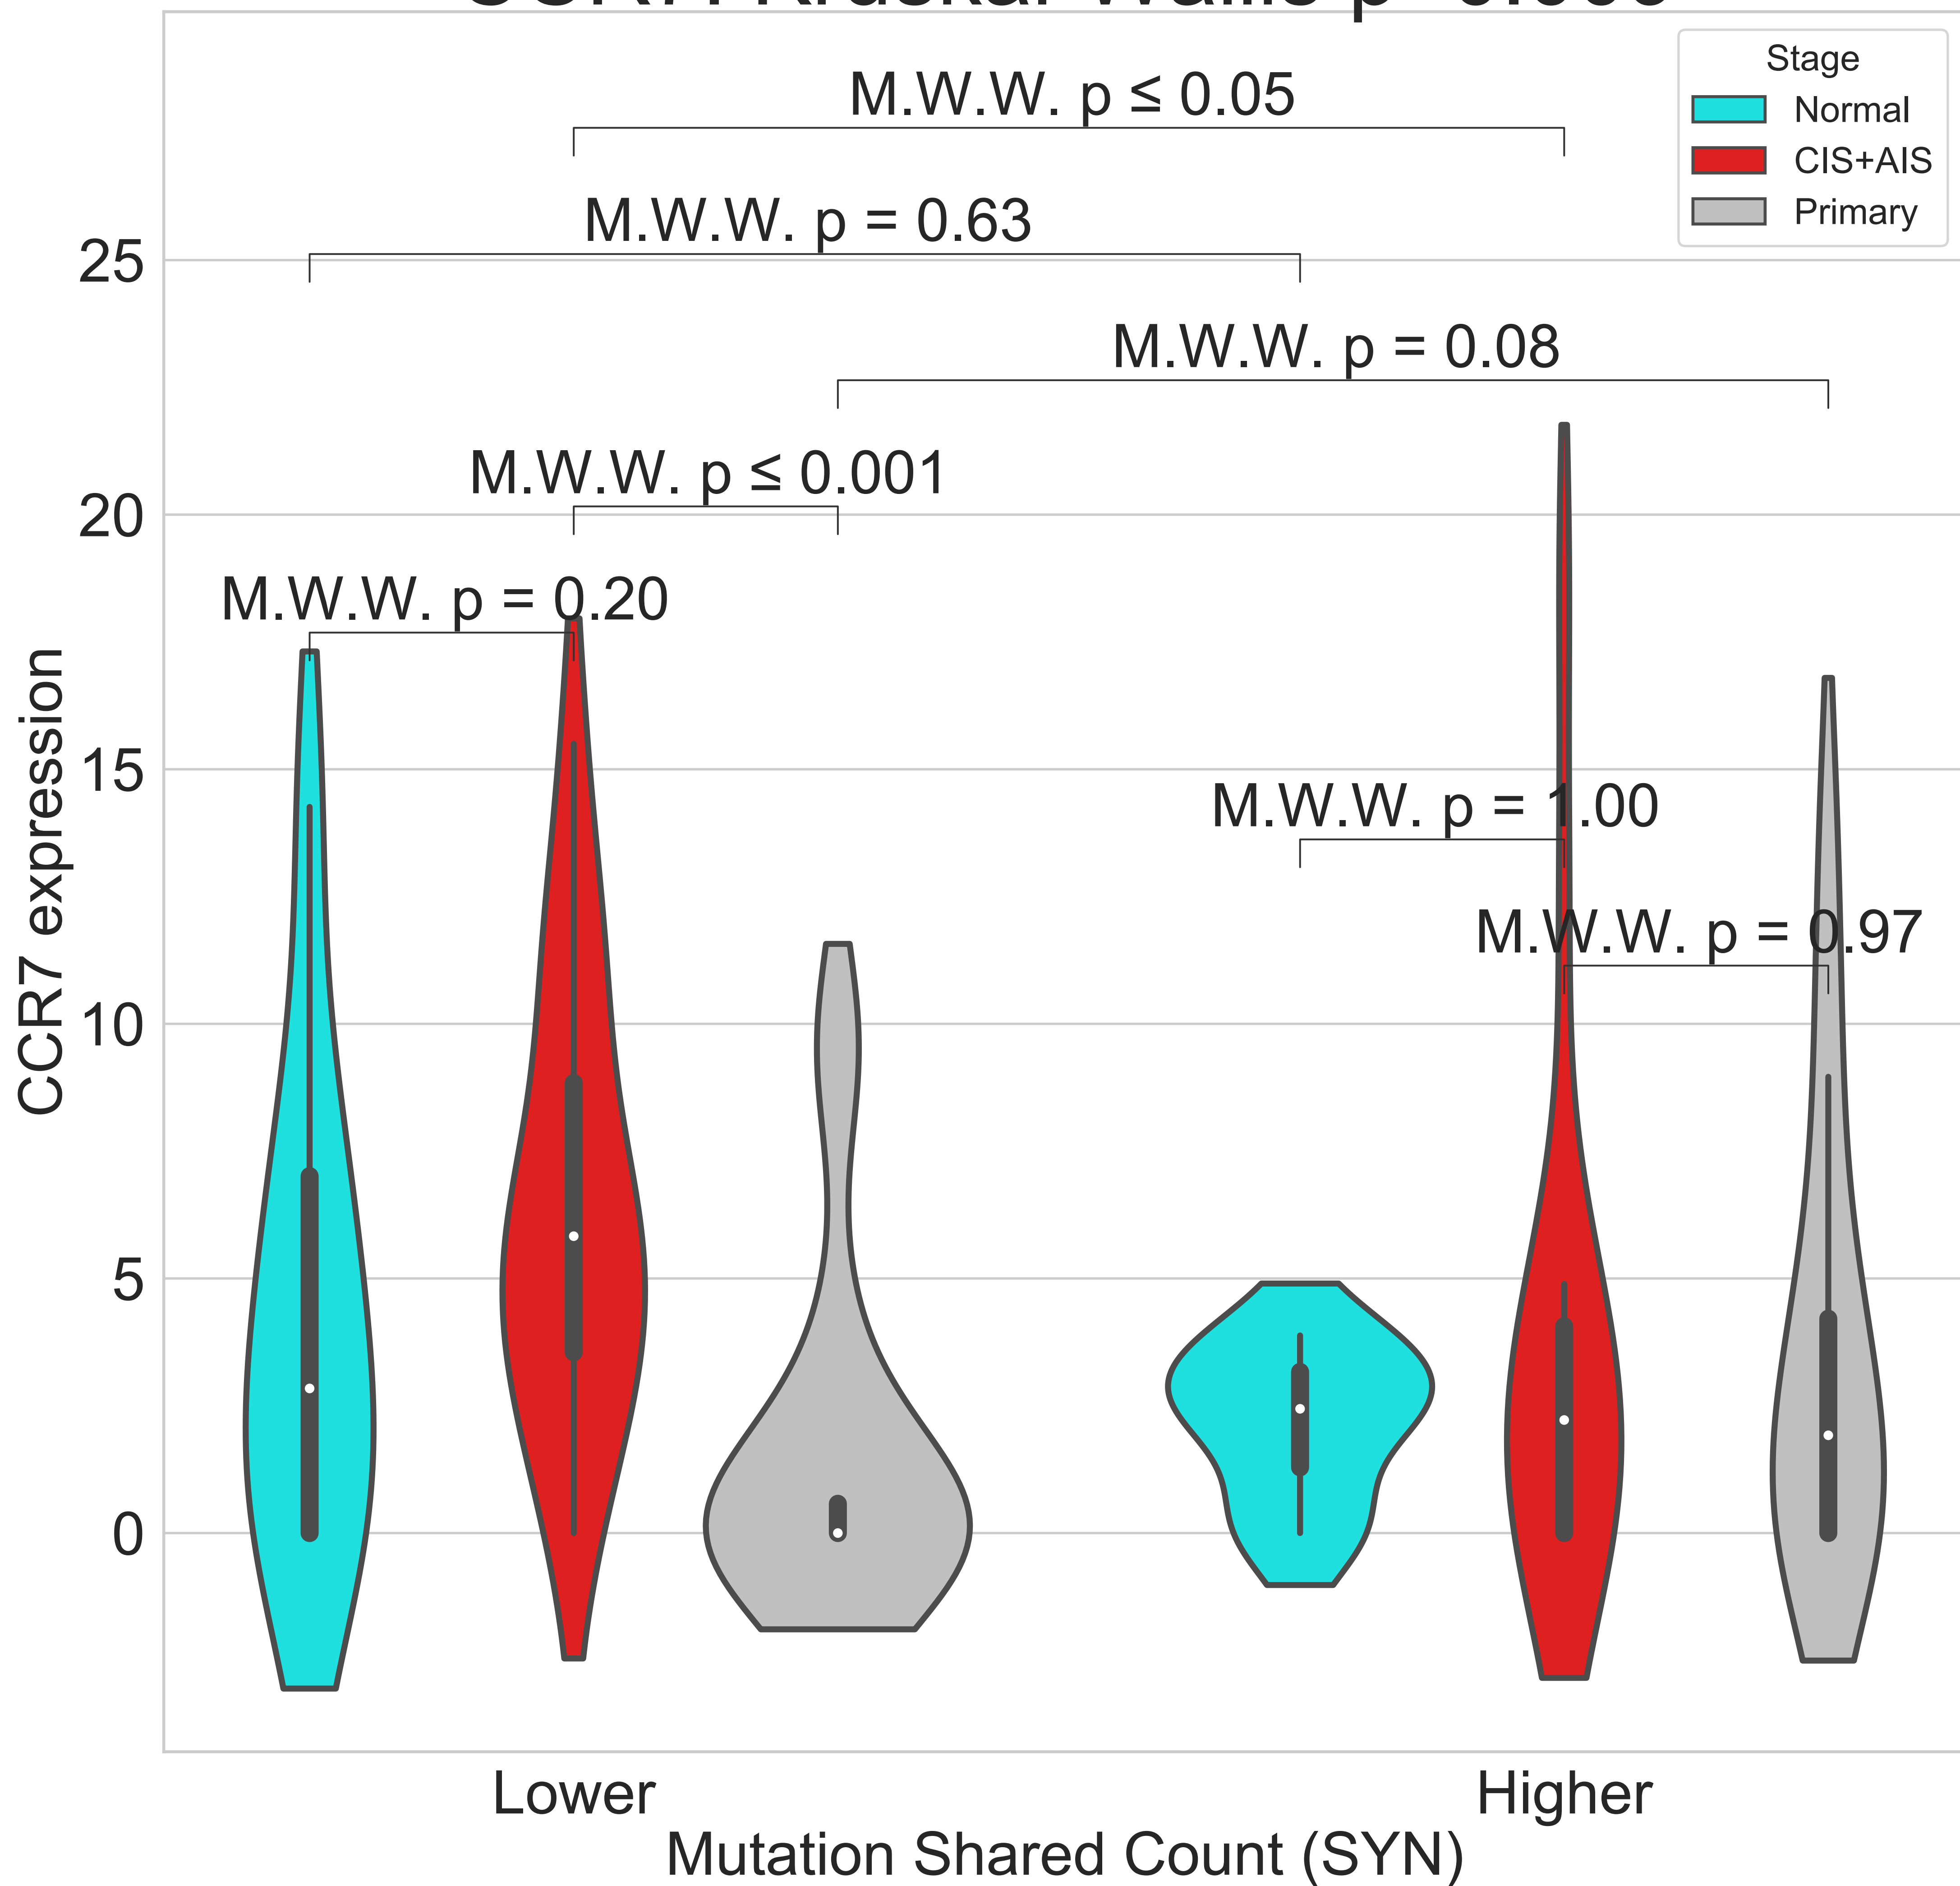 Stage
Normal
CIS+AIS
Primary
M.W.W. p ≤ 0.05
M.W.W. p = 0.63
M.W.W. p = 0.08
M.W.W. p ≤ 0.001
M.W.W. p = 0.20
M.W.W. p = 1.00
M.W.W. p = 0.97
25
20
15
10
5
0
CCR7 expression
Lower
Higher
Mutation Shared Count (SYN)